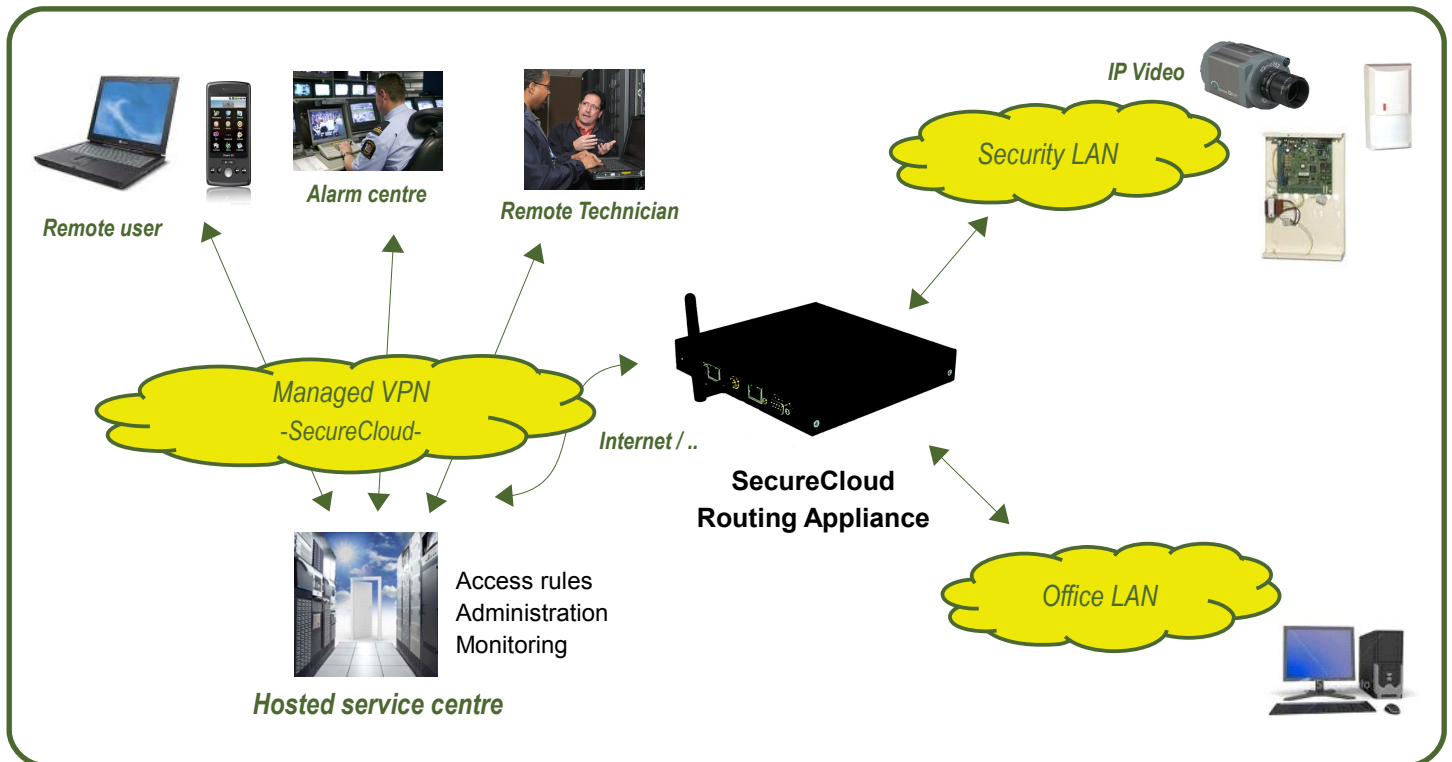 IP Video
Security LAN
Alarm centre
Remote Technician
Remote user
Managed VPN
-SecureCloud-
Internet / ..
SecureCloud
Routing Appliance
Access rules
Administration
Monitoring
Office LAN
Hosted service centre